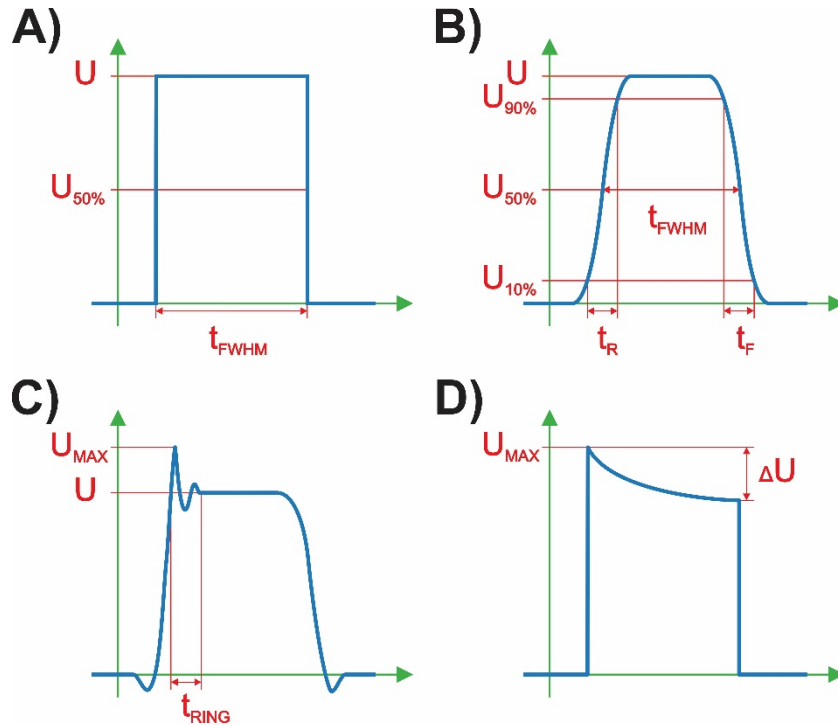 A)
U
U50%
tFWHM
B)
U
U90%
U50%
tFWHM
U10%
tR
tF
C)
UMAX
U
tRING
D)
UMAX
ΔU